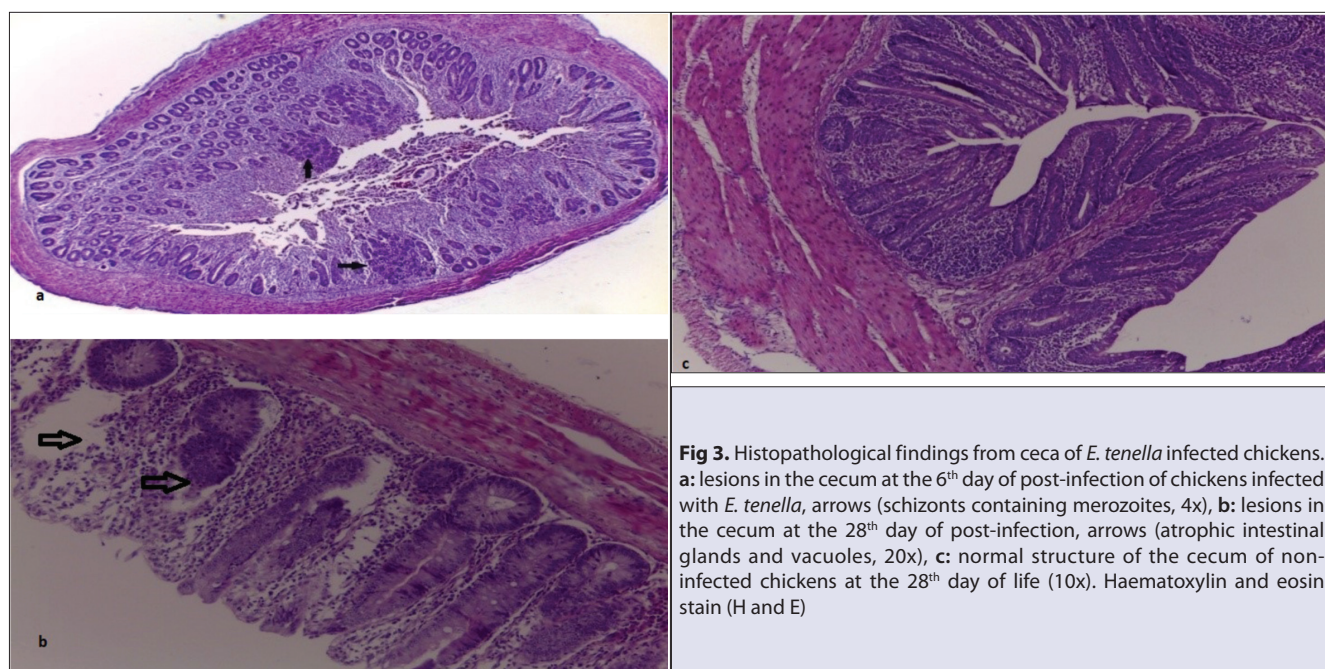 a
b
c
Fig 3. Histopathological findings from ceca of E. tenella infected chickens.
a: lesions in the cecum at the 6th day of post-infection of chickens infected
with E. tenella, arrows (schizonts containing merozoites, 4x), b: lesions in
the cecum at the 28th day of post-infection, arrows (atrophic intestinal
glands and vacuoles, 20x), c: normal structure of the cecum of non-
infected chickens at the 28th day of life (10x). Haematoxylin and eosin
stain (H and E)